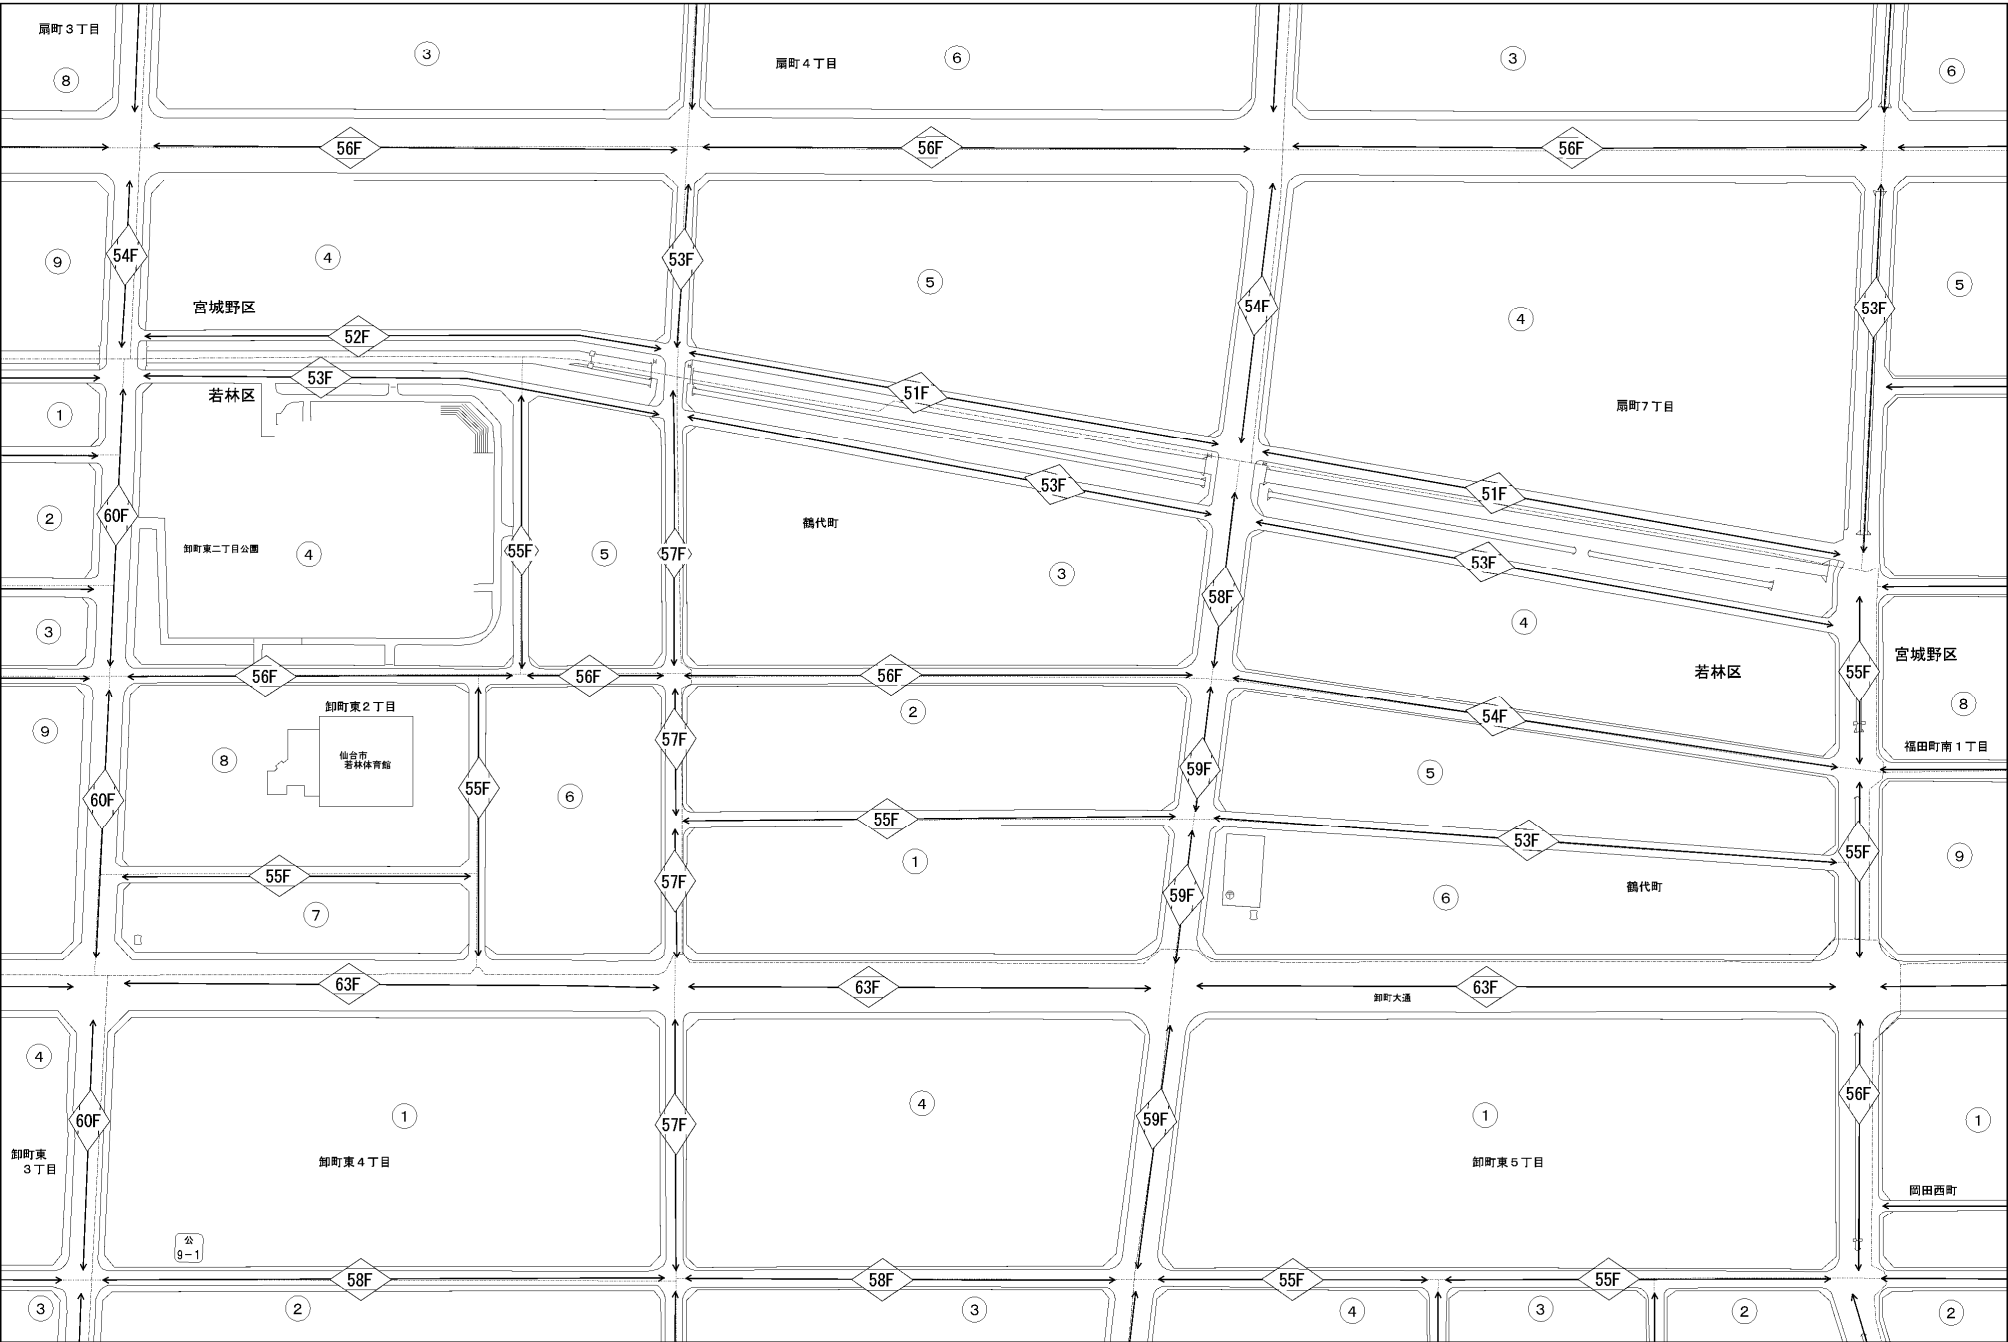 扇町3丁目
③
扇町4丁目
⑥
③
⑧
⑥
56F
56F
56F
54F
53F
⑨
④
⑤
54F
53F
⑤
宮城野区
④
52F
53F
若林区
51F
扇町7丁目
①
53F
51F
②
60F
卸町東二丁目公園
④
55F
⑤
57F
鶴代町
③
53F
58F
③
④
宮城野区
56F
56F
56F
若林区
55F
卸町東2丁目
②
54F
⑧
⑨
57F
福田町南1丁目
⑧
仙台市
若林体育館
⑤
59F
60F
55F
⑥
55F
53F
55F
①
⑨
55F
57F
59F
⑥
鶴代町
⑦
63F
63F
63F
卸町大通
④
60F
①
57F
④
59F
①
56F
①
卸町東
3丁目
卸町東4丁目
卸町東5丁目
岡田西町
公
9-1
58F
58F
55F
55F
③
②
③
④
③
②
②